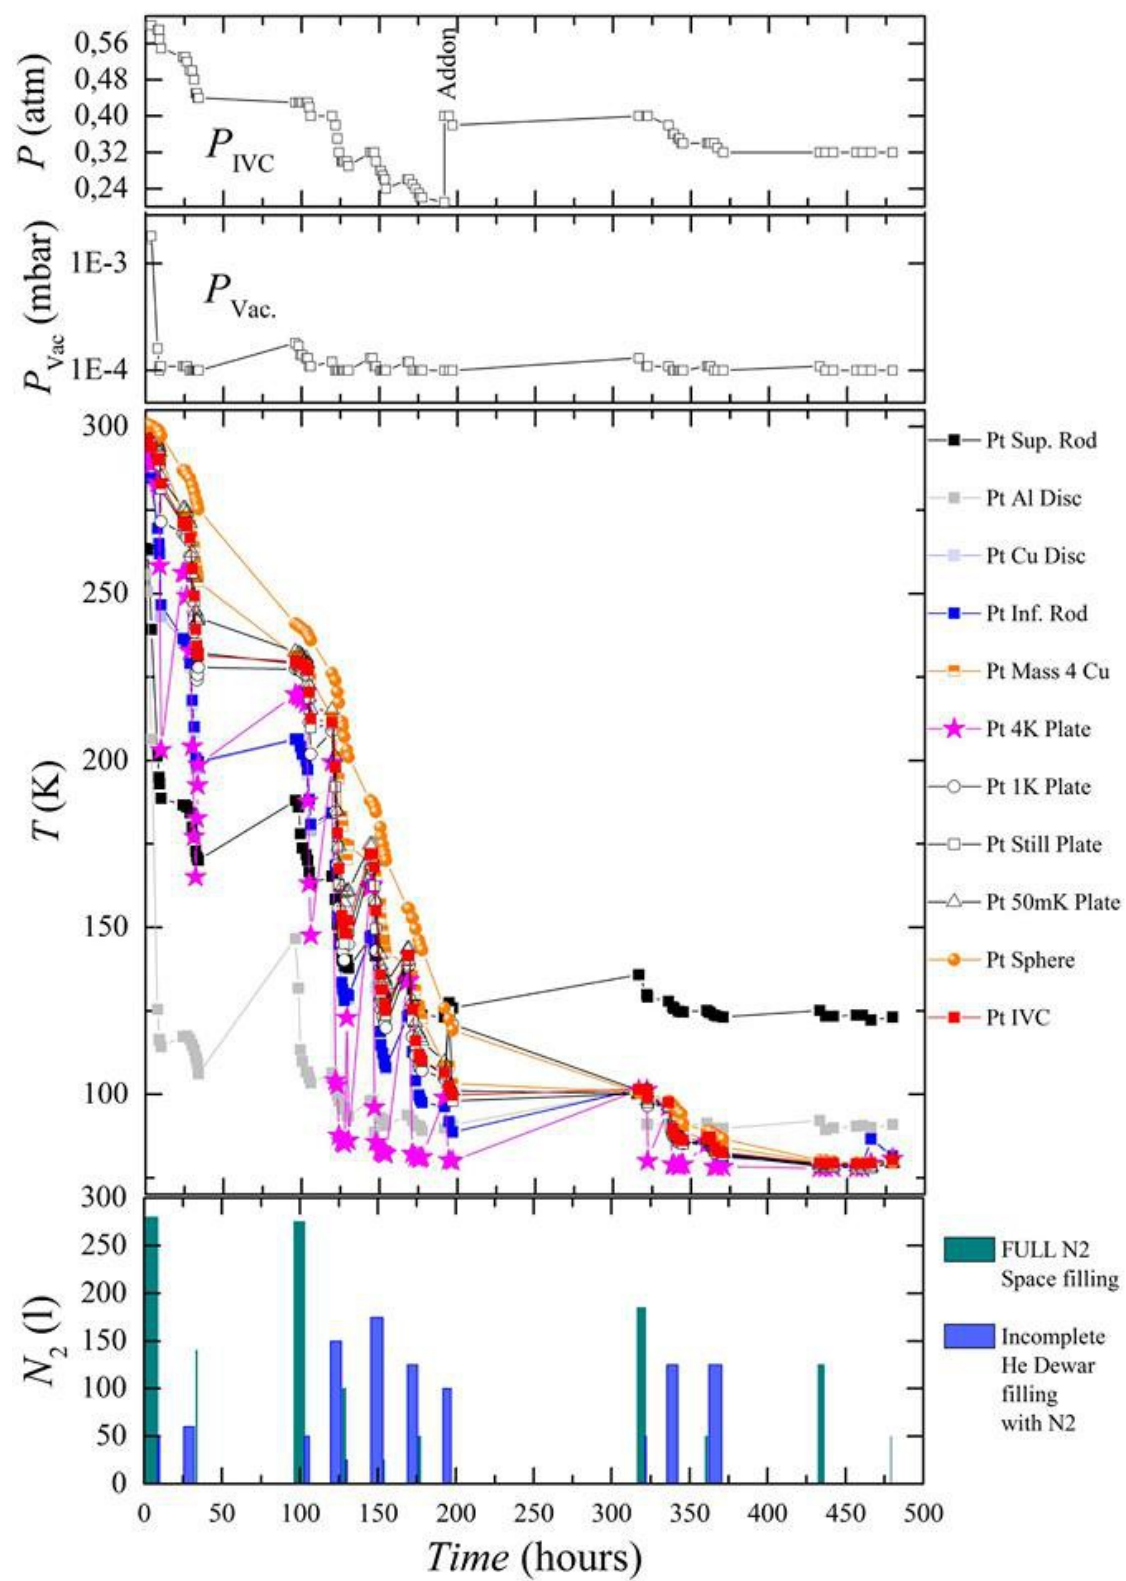 0,56
0,48
0,40
0,32
0,24
P (atm)
P IVC
Addon
1E-3
1E-4
P Vac (mbar)
P Vac.
300
250
200
150
100
T (K)
Pt Sup. Rod
Pt Al Disc
Pt Cu Disc
Pt Inf. Rod
Pt Mass 4 Cu
Pt 4K Plate
Pt 1K Plate
Pt Still Plate
Pt 50mK Plate
Pt Sphere
Pt IVC
300
250
200
150
100
50
0
N2 (l)
FULL N2
Space filling
Incomplete
He Dewar
filling
with N2
0 50 100 150 200 250 300 350 400 450 500
Time (hours)